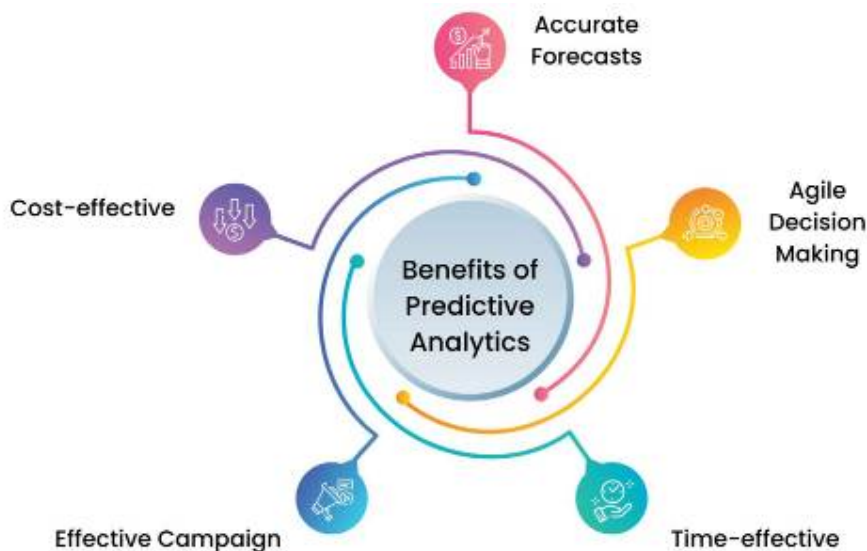 Accurate
Forecasts
Agile
Decision
Making
Cost-effective
Benefits of
Predictive
Analytics
Effective Campaign
Time-effective